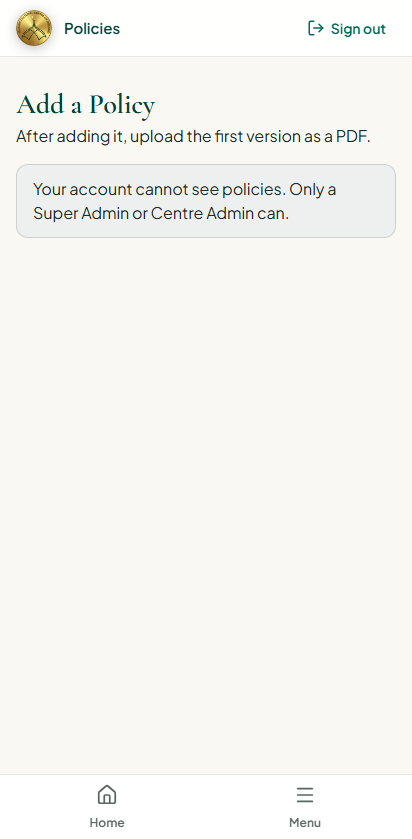 Policies
Sign out
Add a Policy
After adding it, upload the first version as a PDF.
Your account cannot see policies. Only a
Super Admin or Centre Admin can.
Home
Menu